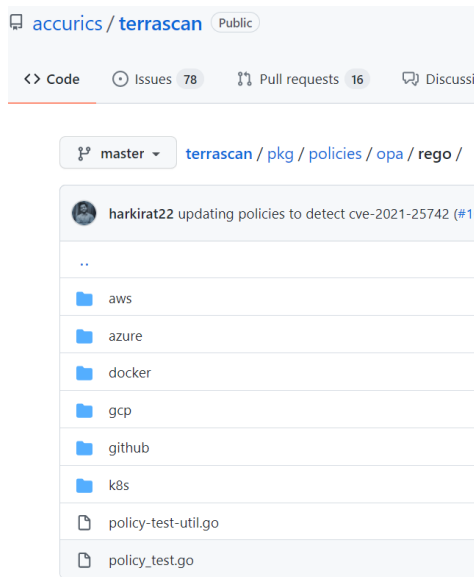 accurics / terrascan Public
Code Issues 78 Pull requests 16 Discussi
master terrascan / pkg / policies / opa / rego /
harkirat22 updating policies to detect cve-2021-25742 (#1
..
aws
azure
docker
gcp
github
k8s
policy-test-util.go
policy_test.go